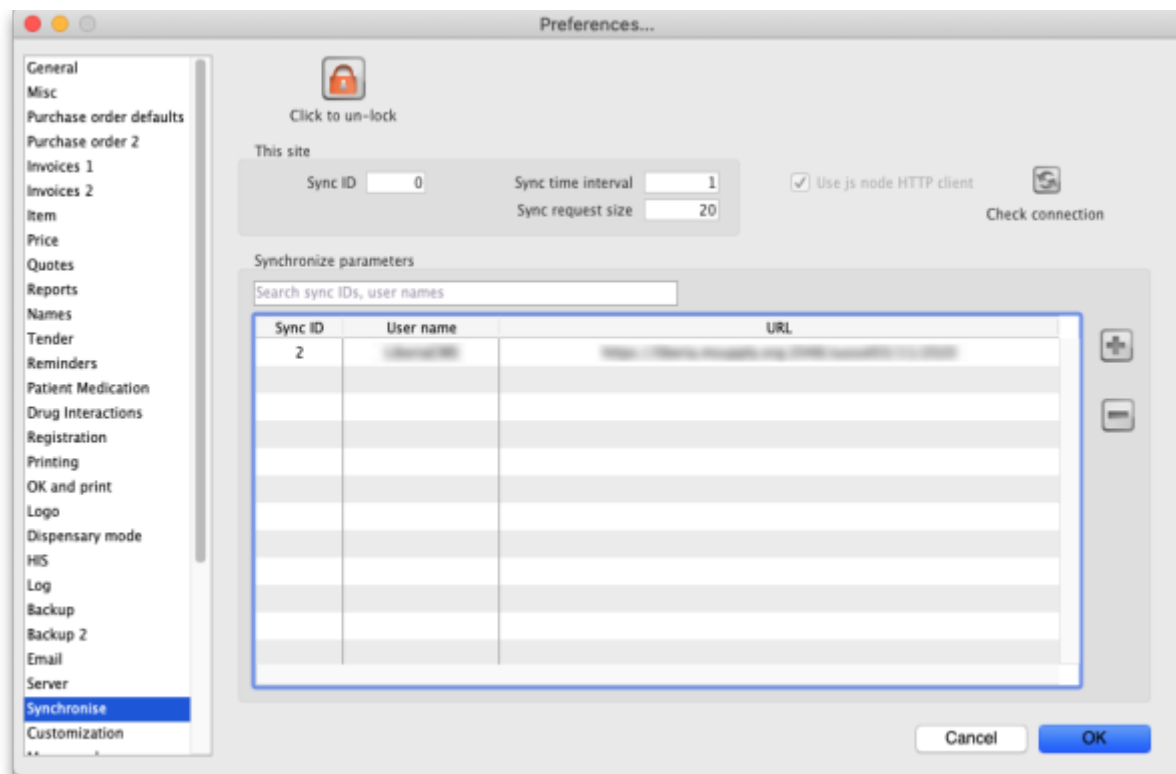 Preferences...
General
Misc
Purchase order defaults
Purchase order 2
Invoices 1
Invoices 2
Item
Price
Quotes
Reports
Names
Tender
Reminders
Patient Medication
Drug Interactions
Registration
Printing
OK and print
Logo
Dispensary mode
HIS
Log
Backup
Backup 2
Email
Server
Synchronise
Customization
Click to un-lock
This site
Sync ID 0
Sync time interval 1
Sync request size 20
Use js node HTTP client
Check connection
Synchronize parameters
Search sync IDs, user names
Sync ID User name URL
2
Cancel OK